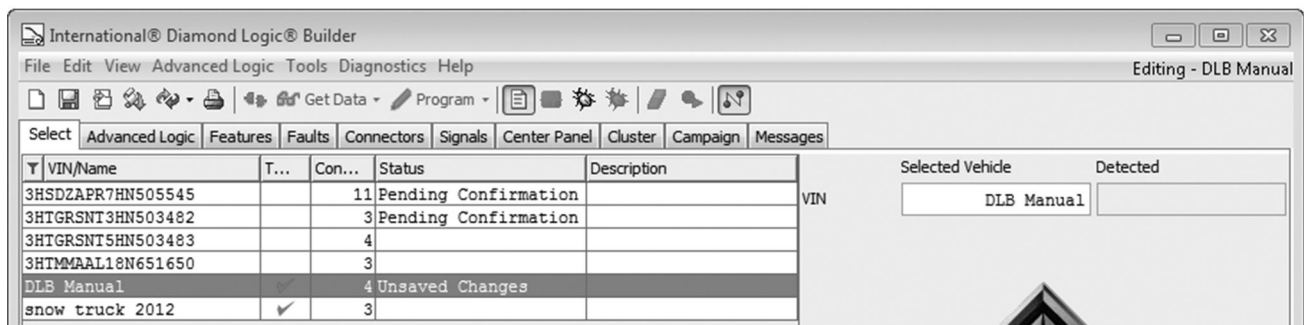 International® Diamond Logic® Builder
File Edit View Advanced Logic Tools Diagnostics Help Editing - DLB Manual
Get Data Program
Select Advanced Logic Features Faults Connectors Signals Center Panel Cluster Campaign Messages
VIN/Name T... Con... Status Description Selected Vehicle Detected
3HSDZAPR7HN505545 11 Pending Confirmation VIN DLB Manual
3HTGRSNT3HN503482 3 Pending Confirmation
3HTGRSNT5HN503483 4
3HTMMAAL18N651650 3
DLB Manual 4 Unsaved Changes
snow truck 2012 3